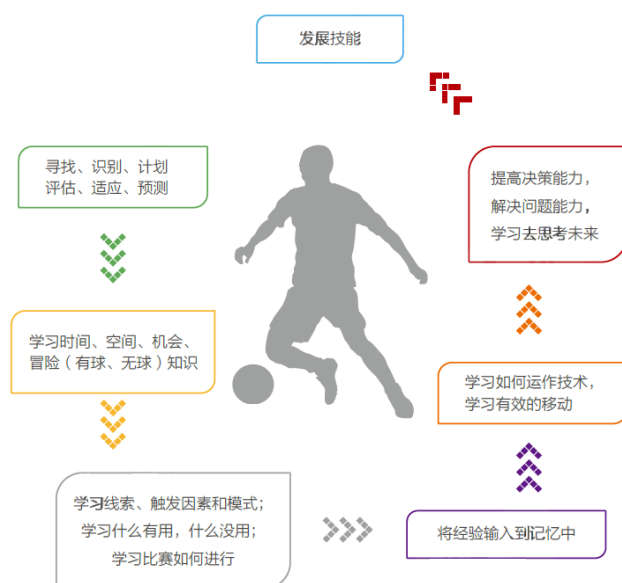 发展技能
寻找、识别、计划
评估、适应、预测
学习时间、空间、机会、
冒险（有球、无球）知识
学习线索、触发因素和模式；
学习什么有用，什么没用；
学习比赛如何进行
将经验输入到记忆中
学习如何运作技术，
学习有效的移动
提高决策能力，
解决问题能力，
学习去思考未来